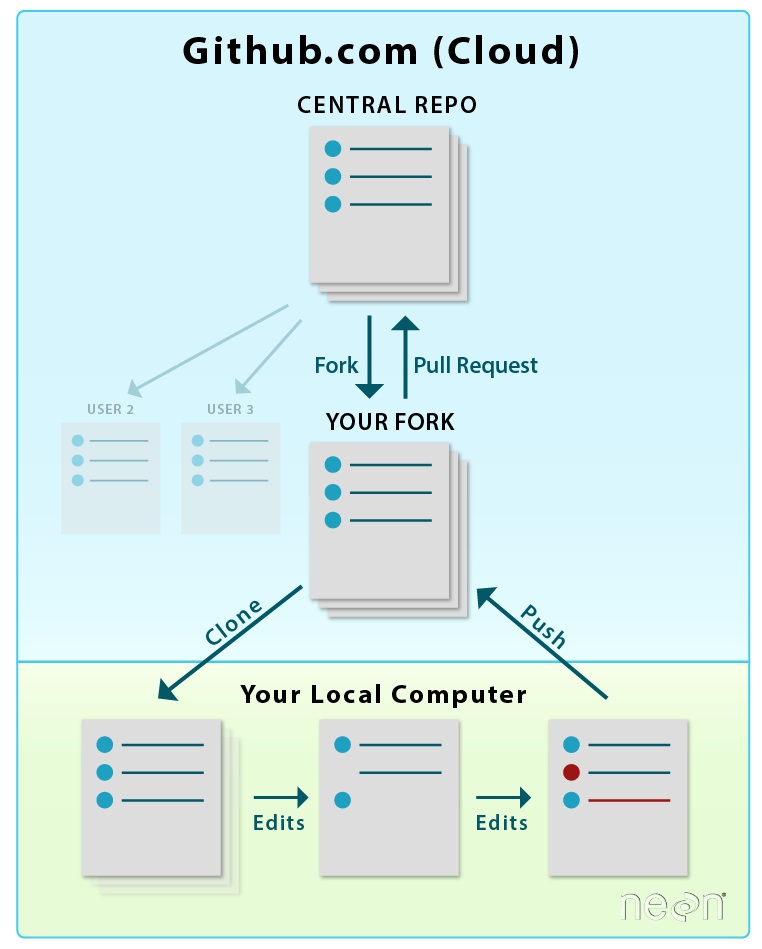 Github.com (Cloud)
CENTRAL REPO
Fork
Pull Request
USER 2
USER 3
YOUR FORK
Clone
Push
Your Local Computer
Edits
Edits
neon